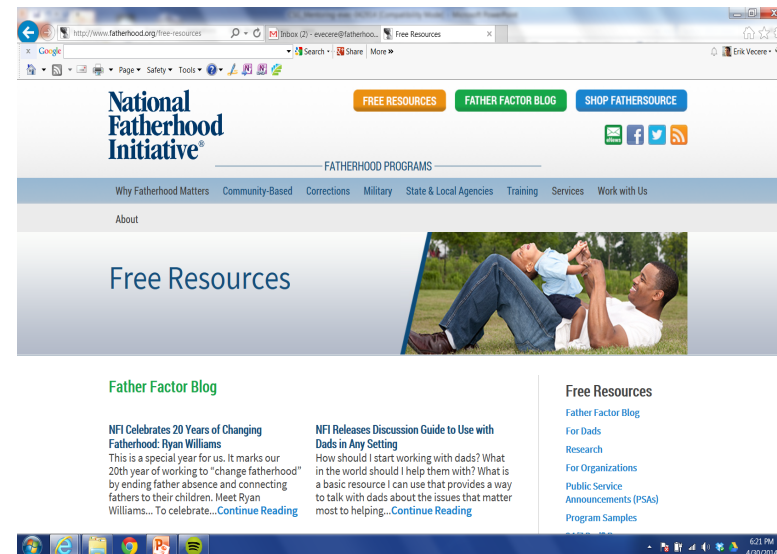 http://www.fatherhood.org/free-resources
Inbox (2) - evecere@fatherhoo...
Free Resources
x Google
Search
Share
More »
Erik Vecere
Page Safety Tools
National
Fatherhood
Initiative®
FREE RESOURCES
FATHER FACTOR BLOG
SHOP FATHERSOURCE
eNews
FATHERHOOD PROGRAMS
Why Fatherhood Matters Community-Based Corrections Military State & Local Agencies Training Services Work with Us
About
Free Resources
Father Factor Blog
NFI Celebrates 20 Years of Changing
Fatherhood: Ryan Williams
This is a special year for us. It marks our
20th year of working to “change fatherhood”
by ending father absence and connecting
fathers to their children. Meet Ryan
Williams... To celebrate...Continue Reading
NFI Releases Discussion Guide to Use with
Dads in Any Setting
How should I start working with dads? What
in the world should I help them with? What is
a basic resource I can use that provides a way
to talk with dads about the issues that matter
most to helping...Continue Reading
Free Resources
Father Factor Blog
For Dads
Research
For Organizations
Public Service
Announcements (PSAs)
Program Samples
6:21 PM
4/30/2014